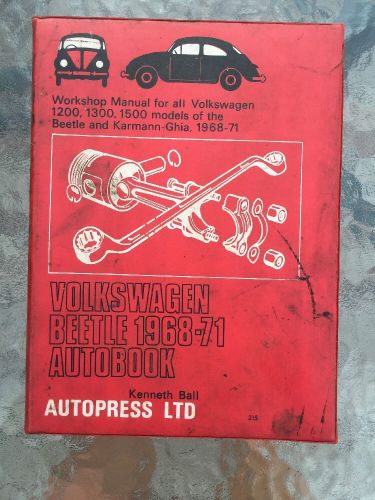 Workshop Manual for all Volkswagen
1200, 1300, 1500 models of the
Beetle and Karmann-Ghia, 1968-71
VOLKSWAGEN
BEETLE 1968-71
AUTOBOOK
Kenneth Ball
AUTOPRESS LTD
215